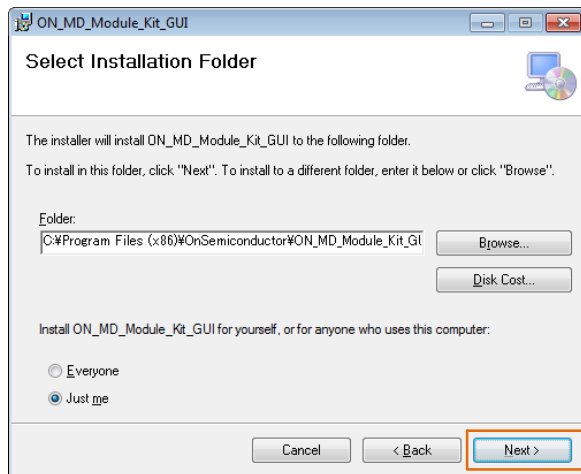 ON_MD_Module_Kit_GUI
Select Installation Folder
The installer will install ON_MD_Module_Kit_GUI to the following folder.
To install in this folder, click "Next". To install to a different folder, enter it below or click "Browse".
Folder:
C:¥Program Files (x86)¥OnSemiconductor¥ON_MD_Module_Kit_GU
Browse...
Disk Cost...
Install ON_MD_Module_Kit_GUI for yourself, or for anyone who uses this computer:
Everyone
Just me
Cancel
< Back
Next >